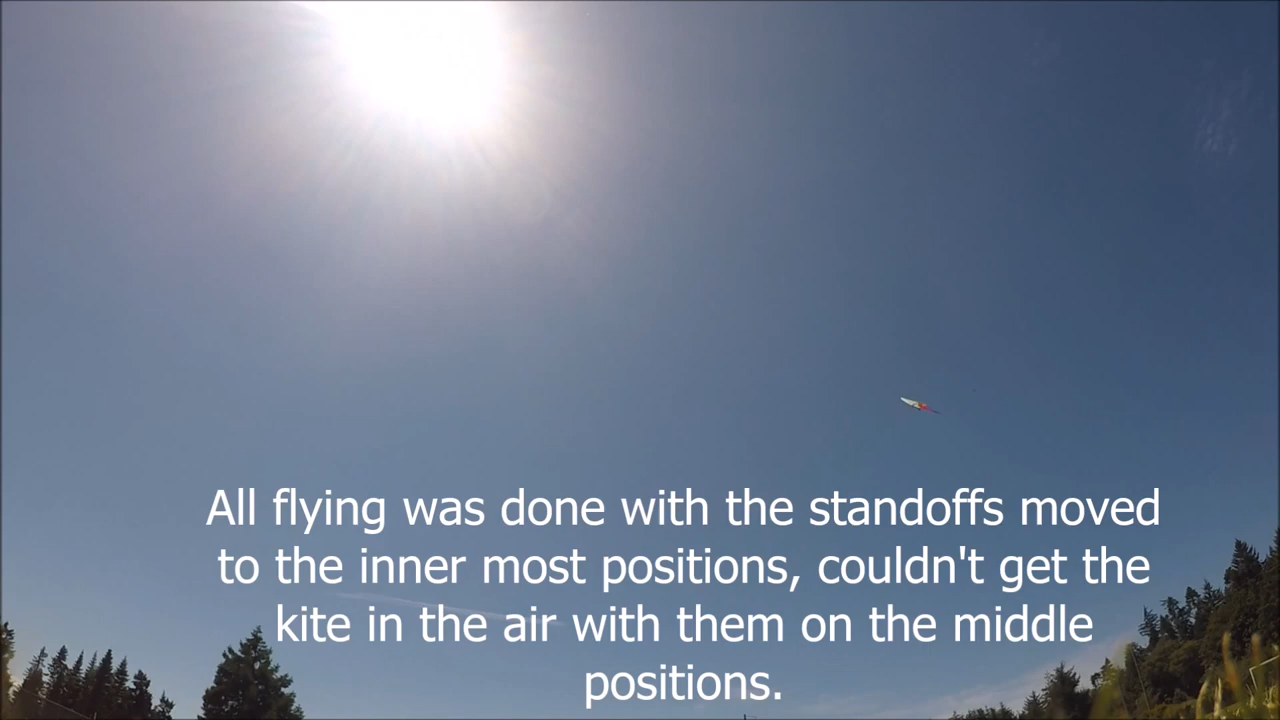 All flying was done with the standoffs moved
to the inner most positions, couldn't get the
kite in the air with them on the middle
positions.